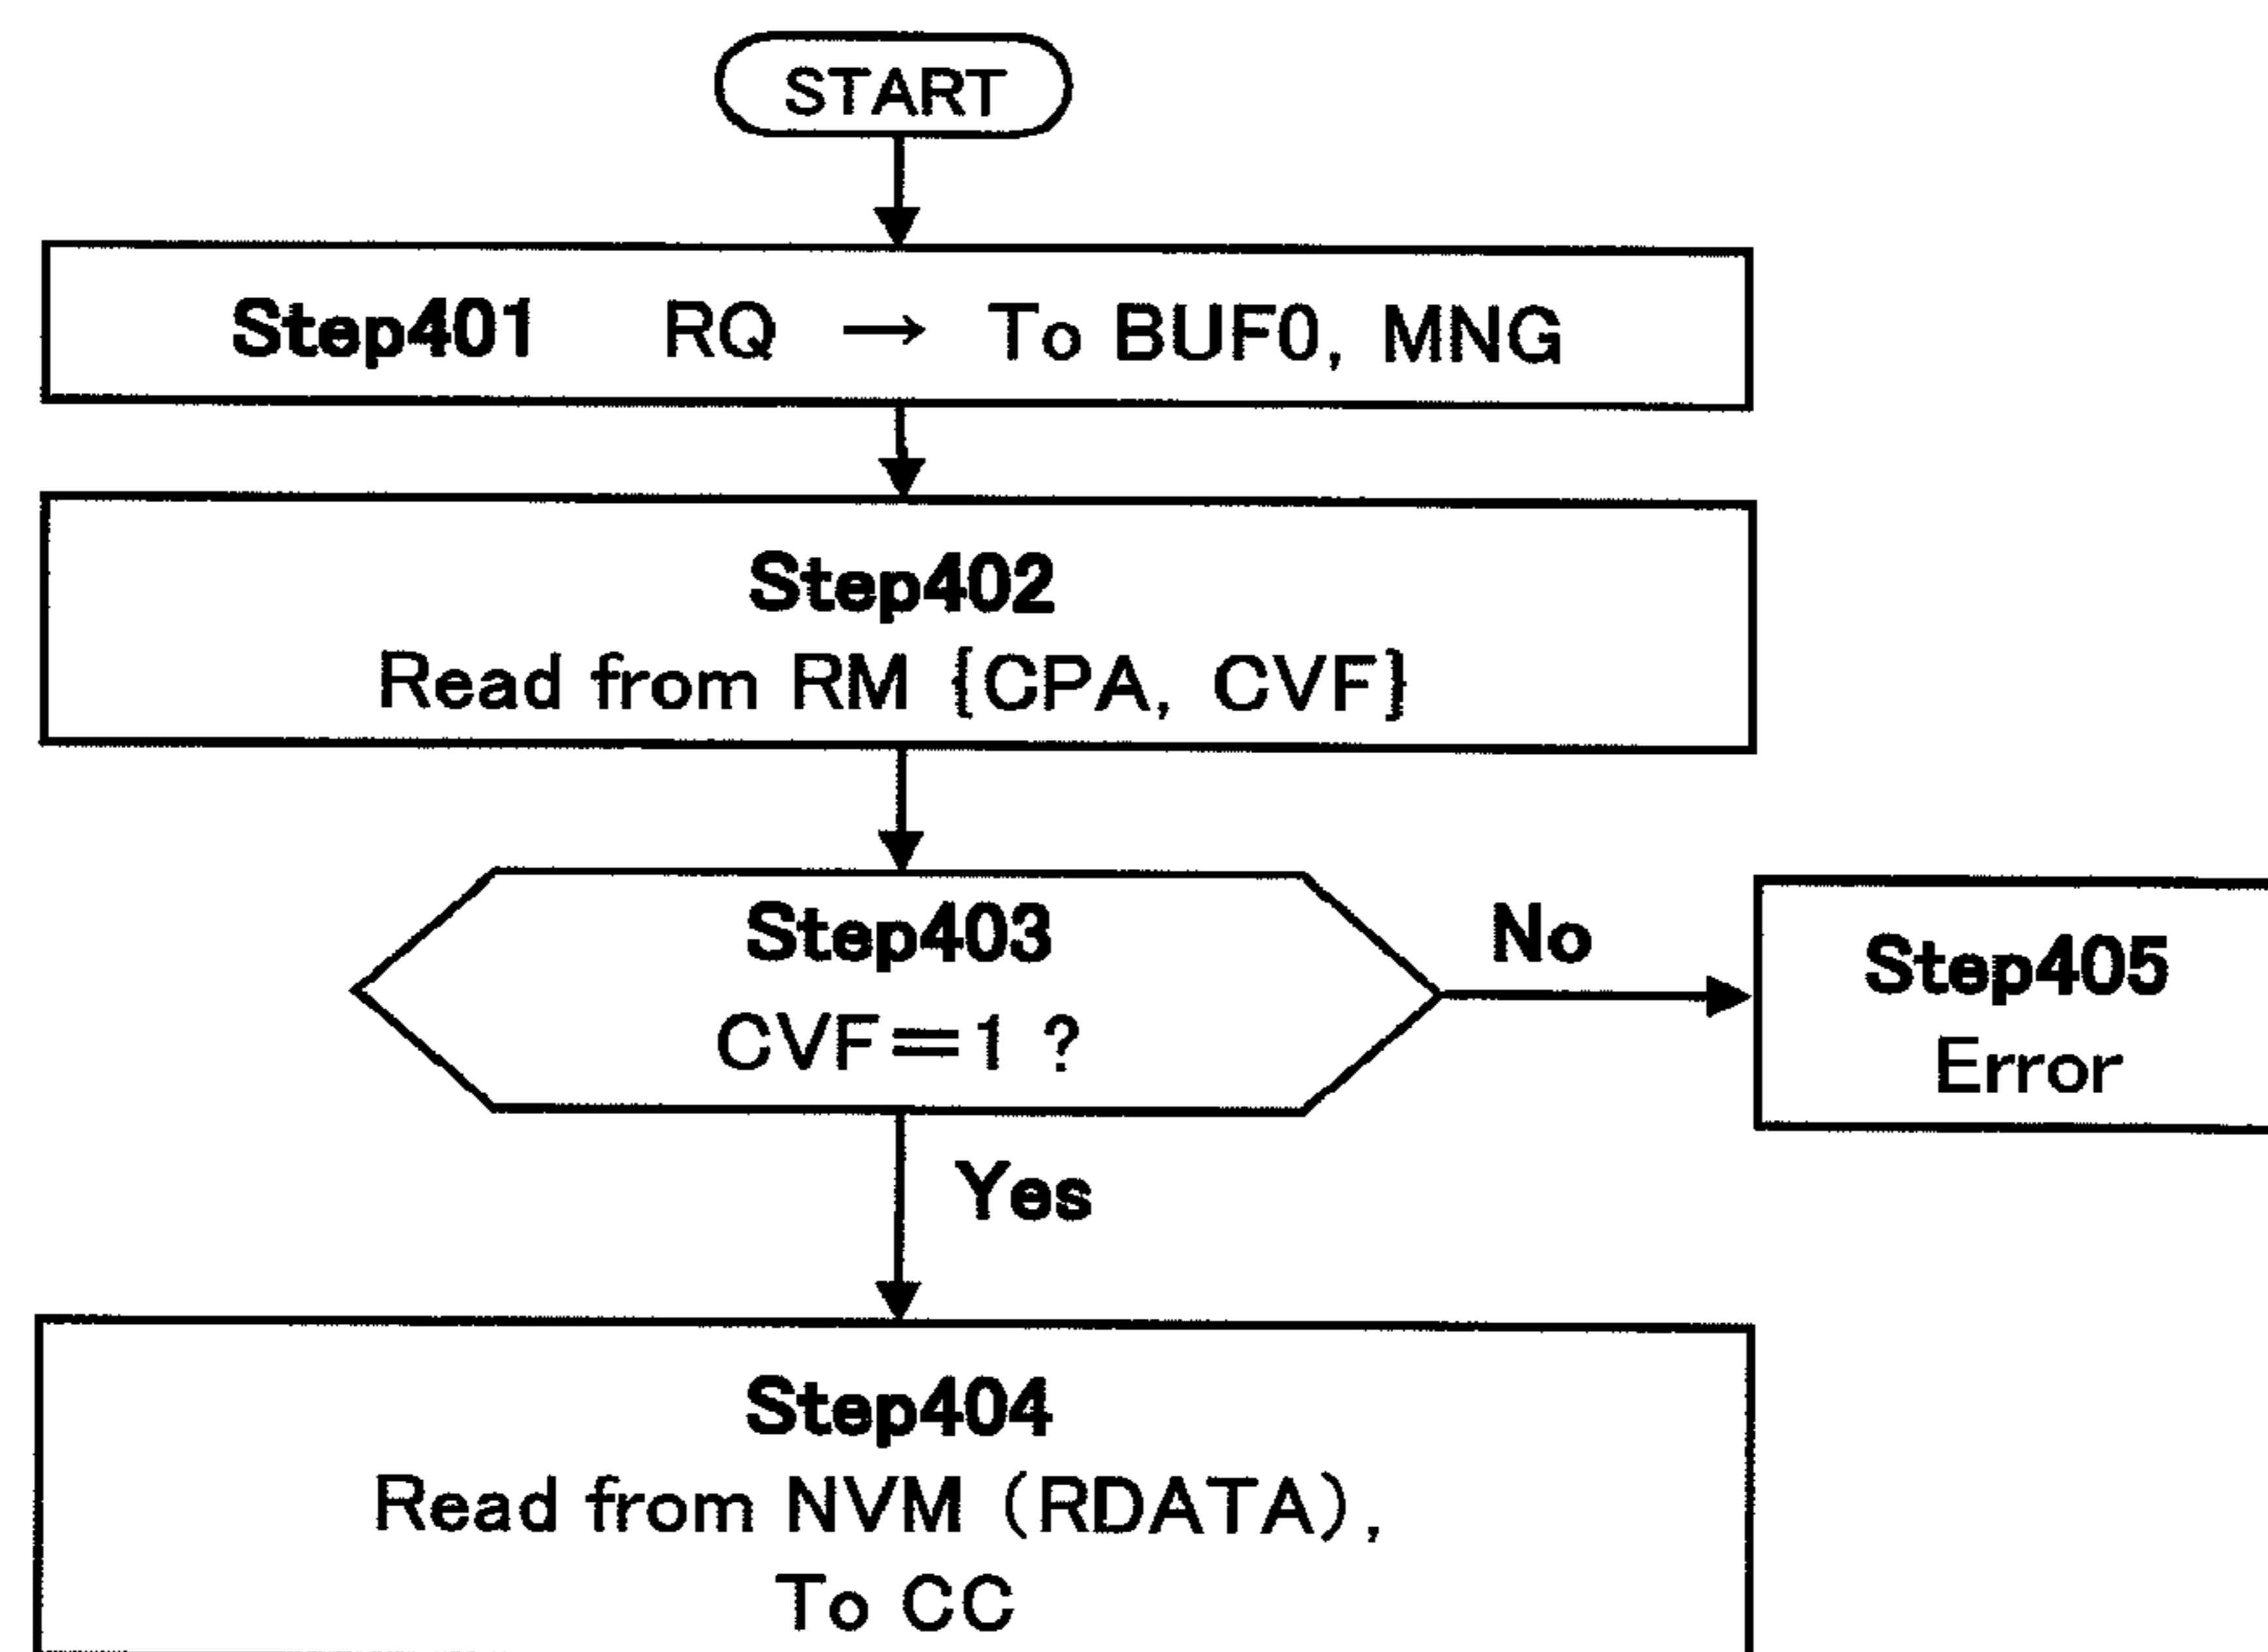 START
Step401 RQ → To BUF0, MNG
Step402
Read from RM {CPA, CVF}
Step403
CVF=1 ?
No
Step405
Error
Yes
Step404
Read from NVM (RDATA),
To CC